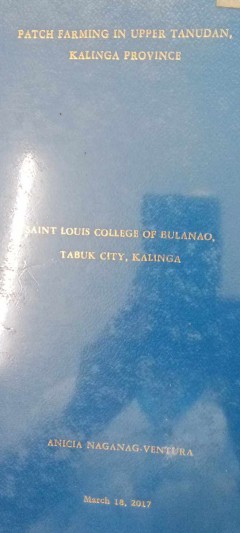 PATCH FARMING IN UPPER TANUDAN,
KALINGA PROVINCE
SAINT LOUIS COLLEGE OF BULANAO,
TABUK CITY, KALINGA
ANICIA NAGANAG-VENTURA
March 18, 2017